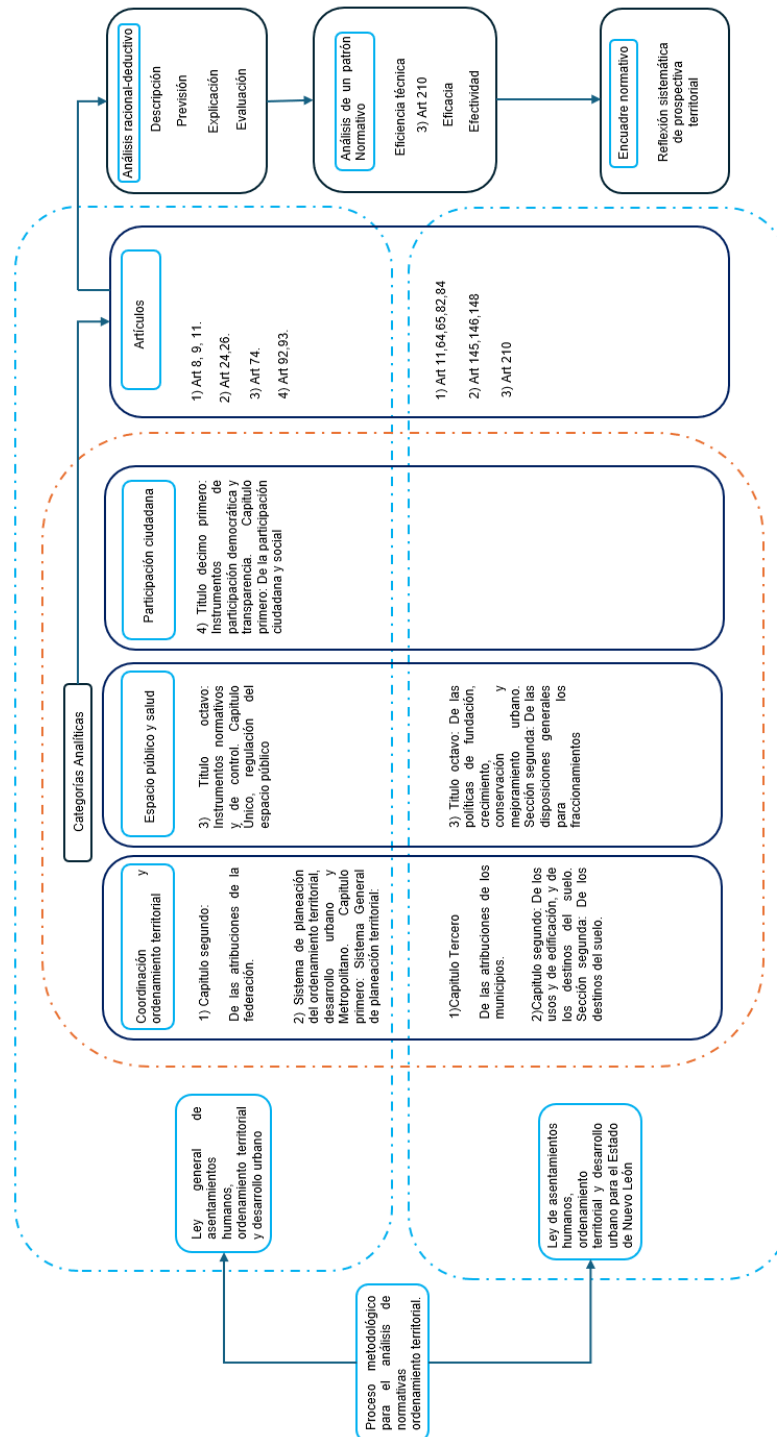 Proceso metodológico
para el análisis de
normativas
ordenamiento territorial.
Ley general de
asentamientos
humanos,
ordenamiento territorial
y desarrollo urbano
Ley de asentamientos
humanos,
ordenamiento
territorial y desarrollo
urbano para el Estado
de Nuevo León
Categorías Analíticas
Coordinación y
ordenamiento territorial
1) Capitulo segundo:
De las atribuciones de la
federación.
2) Sistema de planeación
del ordenamiento territorial,
desarrollo urbano y
Metropolitano. Capitulo
primero: Sistema General
de planeación territorial:
1)Capitulo Tercero
De las atribuciones de los
municipios.
2)Capitulo segundo: De los
usos y de edificación, y de
los destinos del suelo.
Sección segunda: De los
destinos del suelo.
Espacio público y salud
3) Titulo octavo:
Instrumentos normativos
y de control. Capitulo
Único, regulación del
espacio público
3) Titulo octavo: De las
políticas de fundación,
crecimiento,
conservación y
mejoramiento urbano.
Sección segunda: De las
disposiciones generales
para los
fraccionamientos
Participación ciudadana
4) Titulo decimo primero:
Instrumentos de
participación democrática y
transparencia. Capitulo
primero: De la participación
ciudadana y social
Artículos
1) Art 8, 9, 11.
2) Art 24,26.
3) Art 74.
4) Art 92,93.
1) Art 11,64,65,82,84
2) Art 145,146,148
3) Art 210
Análisis racional-deductivo
Descripción
Previsión
Explicación
Evaluación
Análisis de un patrón
Normativo
Eficiencia técnica
3) Art 210
Eficacia
Efectividad
Encuadre normativo
Reflexión sistemática
de prospectiva
territorial